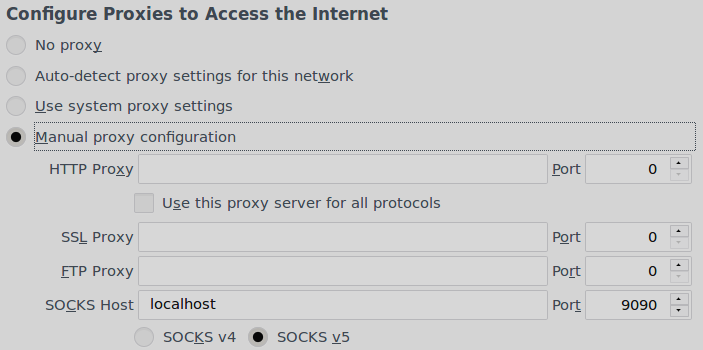 Configure Proxies to Access the Internet
No proxy
Auto-detect proxy settings for this network
Use system proxy settings
Manual proxy configuration
HTTP Proxy Port 0
Use this proxy server for all protocols
SSL Proxy Port 0
FTP Proxy Port 0
SOCKS Host localhost Port 9090
SOCKS v4 SOCKS v5